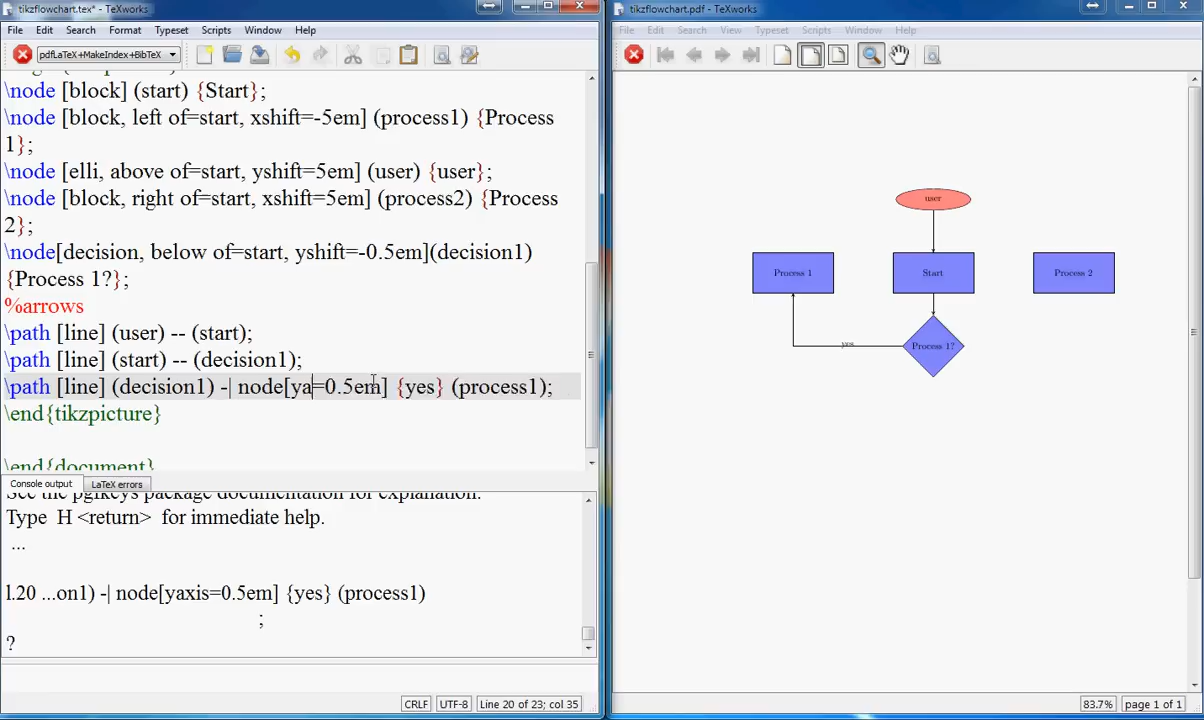 tikzflowchart.tex* - TeXworks
File Edit Search Format Typeset Scripts Window Help
pdfLaTeX+MakeIndex+BibTeX
\node [block] (start) {Start};
\node [block, left of=start, xshift=-5em] (process1) {Process
1};
\node [elli, above of=start, yshift=5em] (user) {user};
\node [block, right of=start, xshift=5em] (process2) {Process
2};
\node[decision, below of=start, yshift=-0.5em](decision1)
{Process 1?};
%arrows
\path [line] (user) -- (start);
\path [line] (start) -- (decision1);
\path [line] (decision1) -| node[ya=0.5em] {yes} (process1);
\end{tikzpicture}
\end{document}
Console output LaTeX errors
See the pgfkeys package documentation for explanation.
Type H <return> for immediate help.
...
l.20 ...on1) -| node[yaxis=0.5em] {yes} (process1)
;
?
CRLF UTF-8 Line 20 of 23; col 35
tikzflowchart.pdf - TeXworks
File Edit Search View Typeset Scripts Window Help
user
Process 1 Start Process 2
yes Process 1?
83.7% page 1 of 1